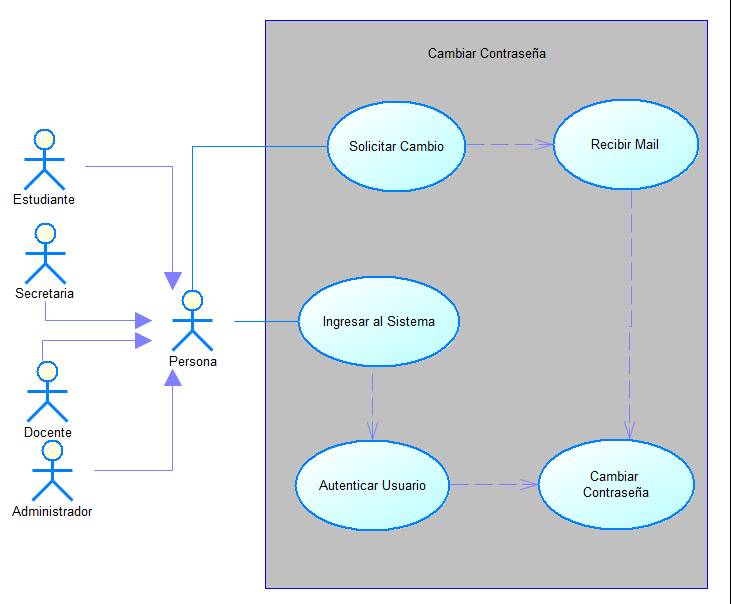 Cambiar Contraseña
Solicitar Cambio
Recibir Mail
Estudiante
Secretaria
Ingresar al Sistema
Persona
Docente
Autenticar Usuario
Cambiar
Contraseña
Administrador